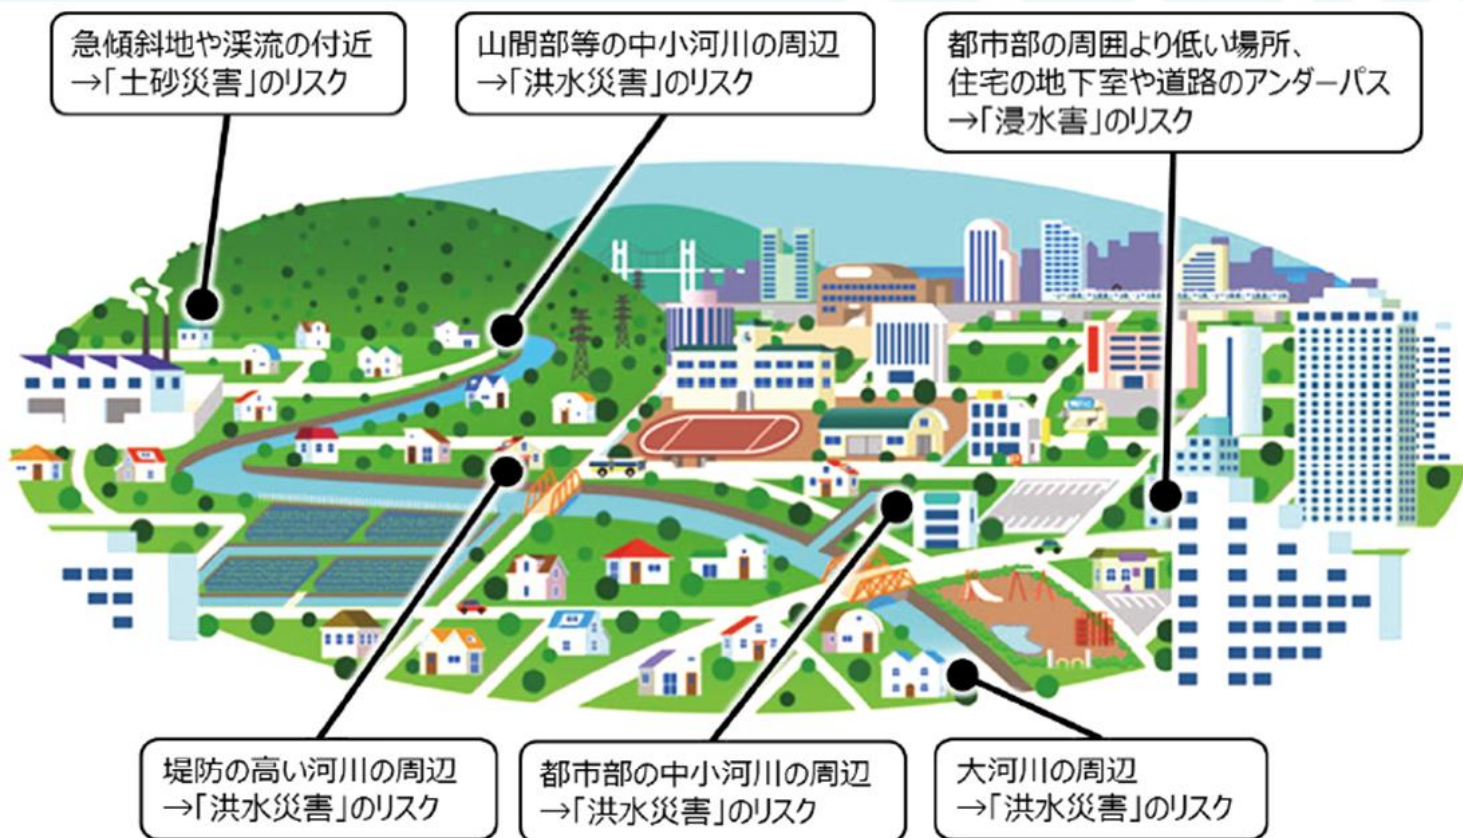 急傾斜地や渓流の付近
→「土砂災害」のリスク
山間部等の中小河川の周辺
→「洪水災害」のリスク
都市部の周囲より低い場所、
住宅の地下室や道路のアンダーパス
→「浸水害」のリスク
堤防の高い河川の周辺
→「洪水災害」のリスク
都市部の中小河川の周辺
→「洪水災害」のリスク
大河川の周辺
→「洪水災害」のリスク